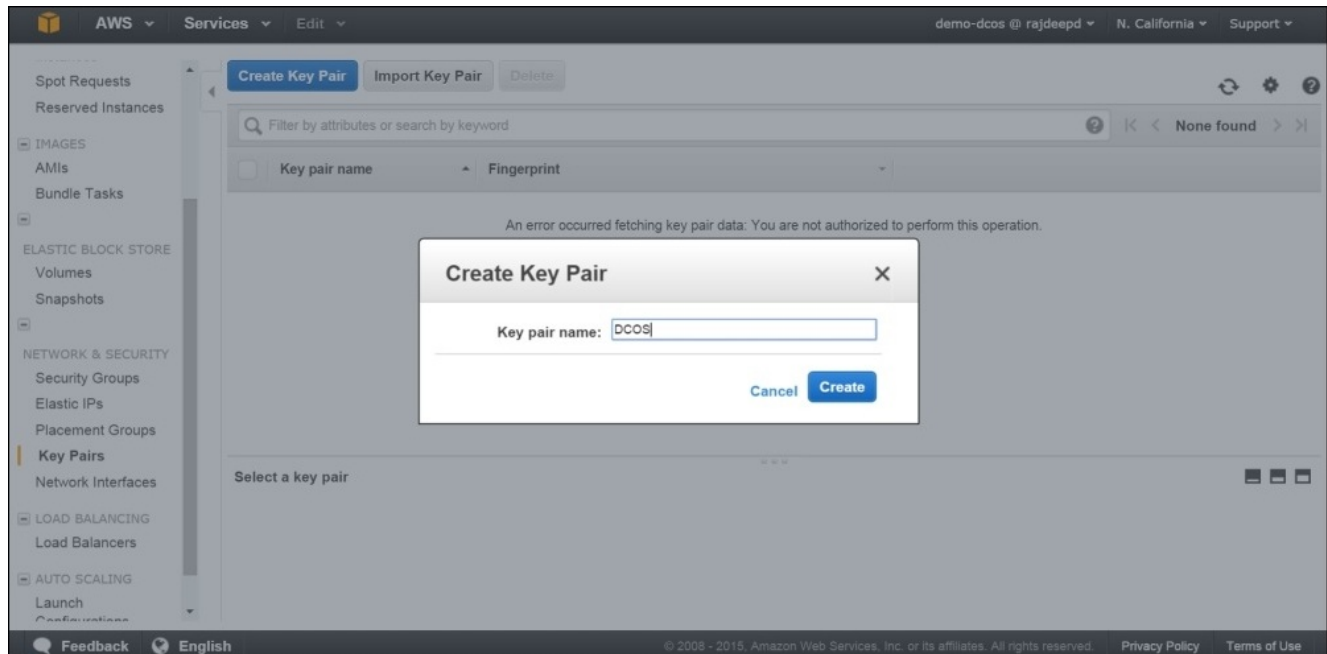 AWS Services Edit demo-dcos @ rajdeepd N. California Support
Spot Requests
Reserved Instances
IMAGES
AMIs
Bundle Tasks
ELASTIC BLOCK STORE
Volumes
Snapshots
NETWORK & SECURITY
Security Groups
Elastic IPs
Placement Groups
Key Pairs
Network Interfaces
LOAD BALANCING
Load Balancers
AUTO SCALING
Launch
Configurations
Create Key Pair Import Key Pair Delete
Filter by attributes or search by keyword None found
Key pair name Fingerprint
An error occurred fetching key pair data: You are not authorized to perform this operation.
Create Key Pair
Key pair name: DCOS
Cancel Create
Select a key pair
Feedback English © 2008 - 2015, Amazon Web Services, Inc. or its affiliates. All rights reserved. Privacy Policy Terms of Use